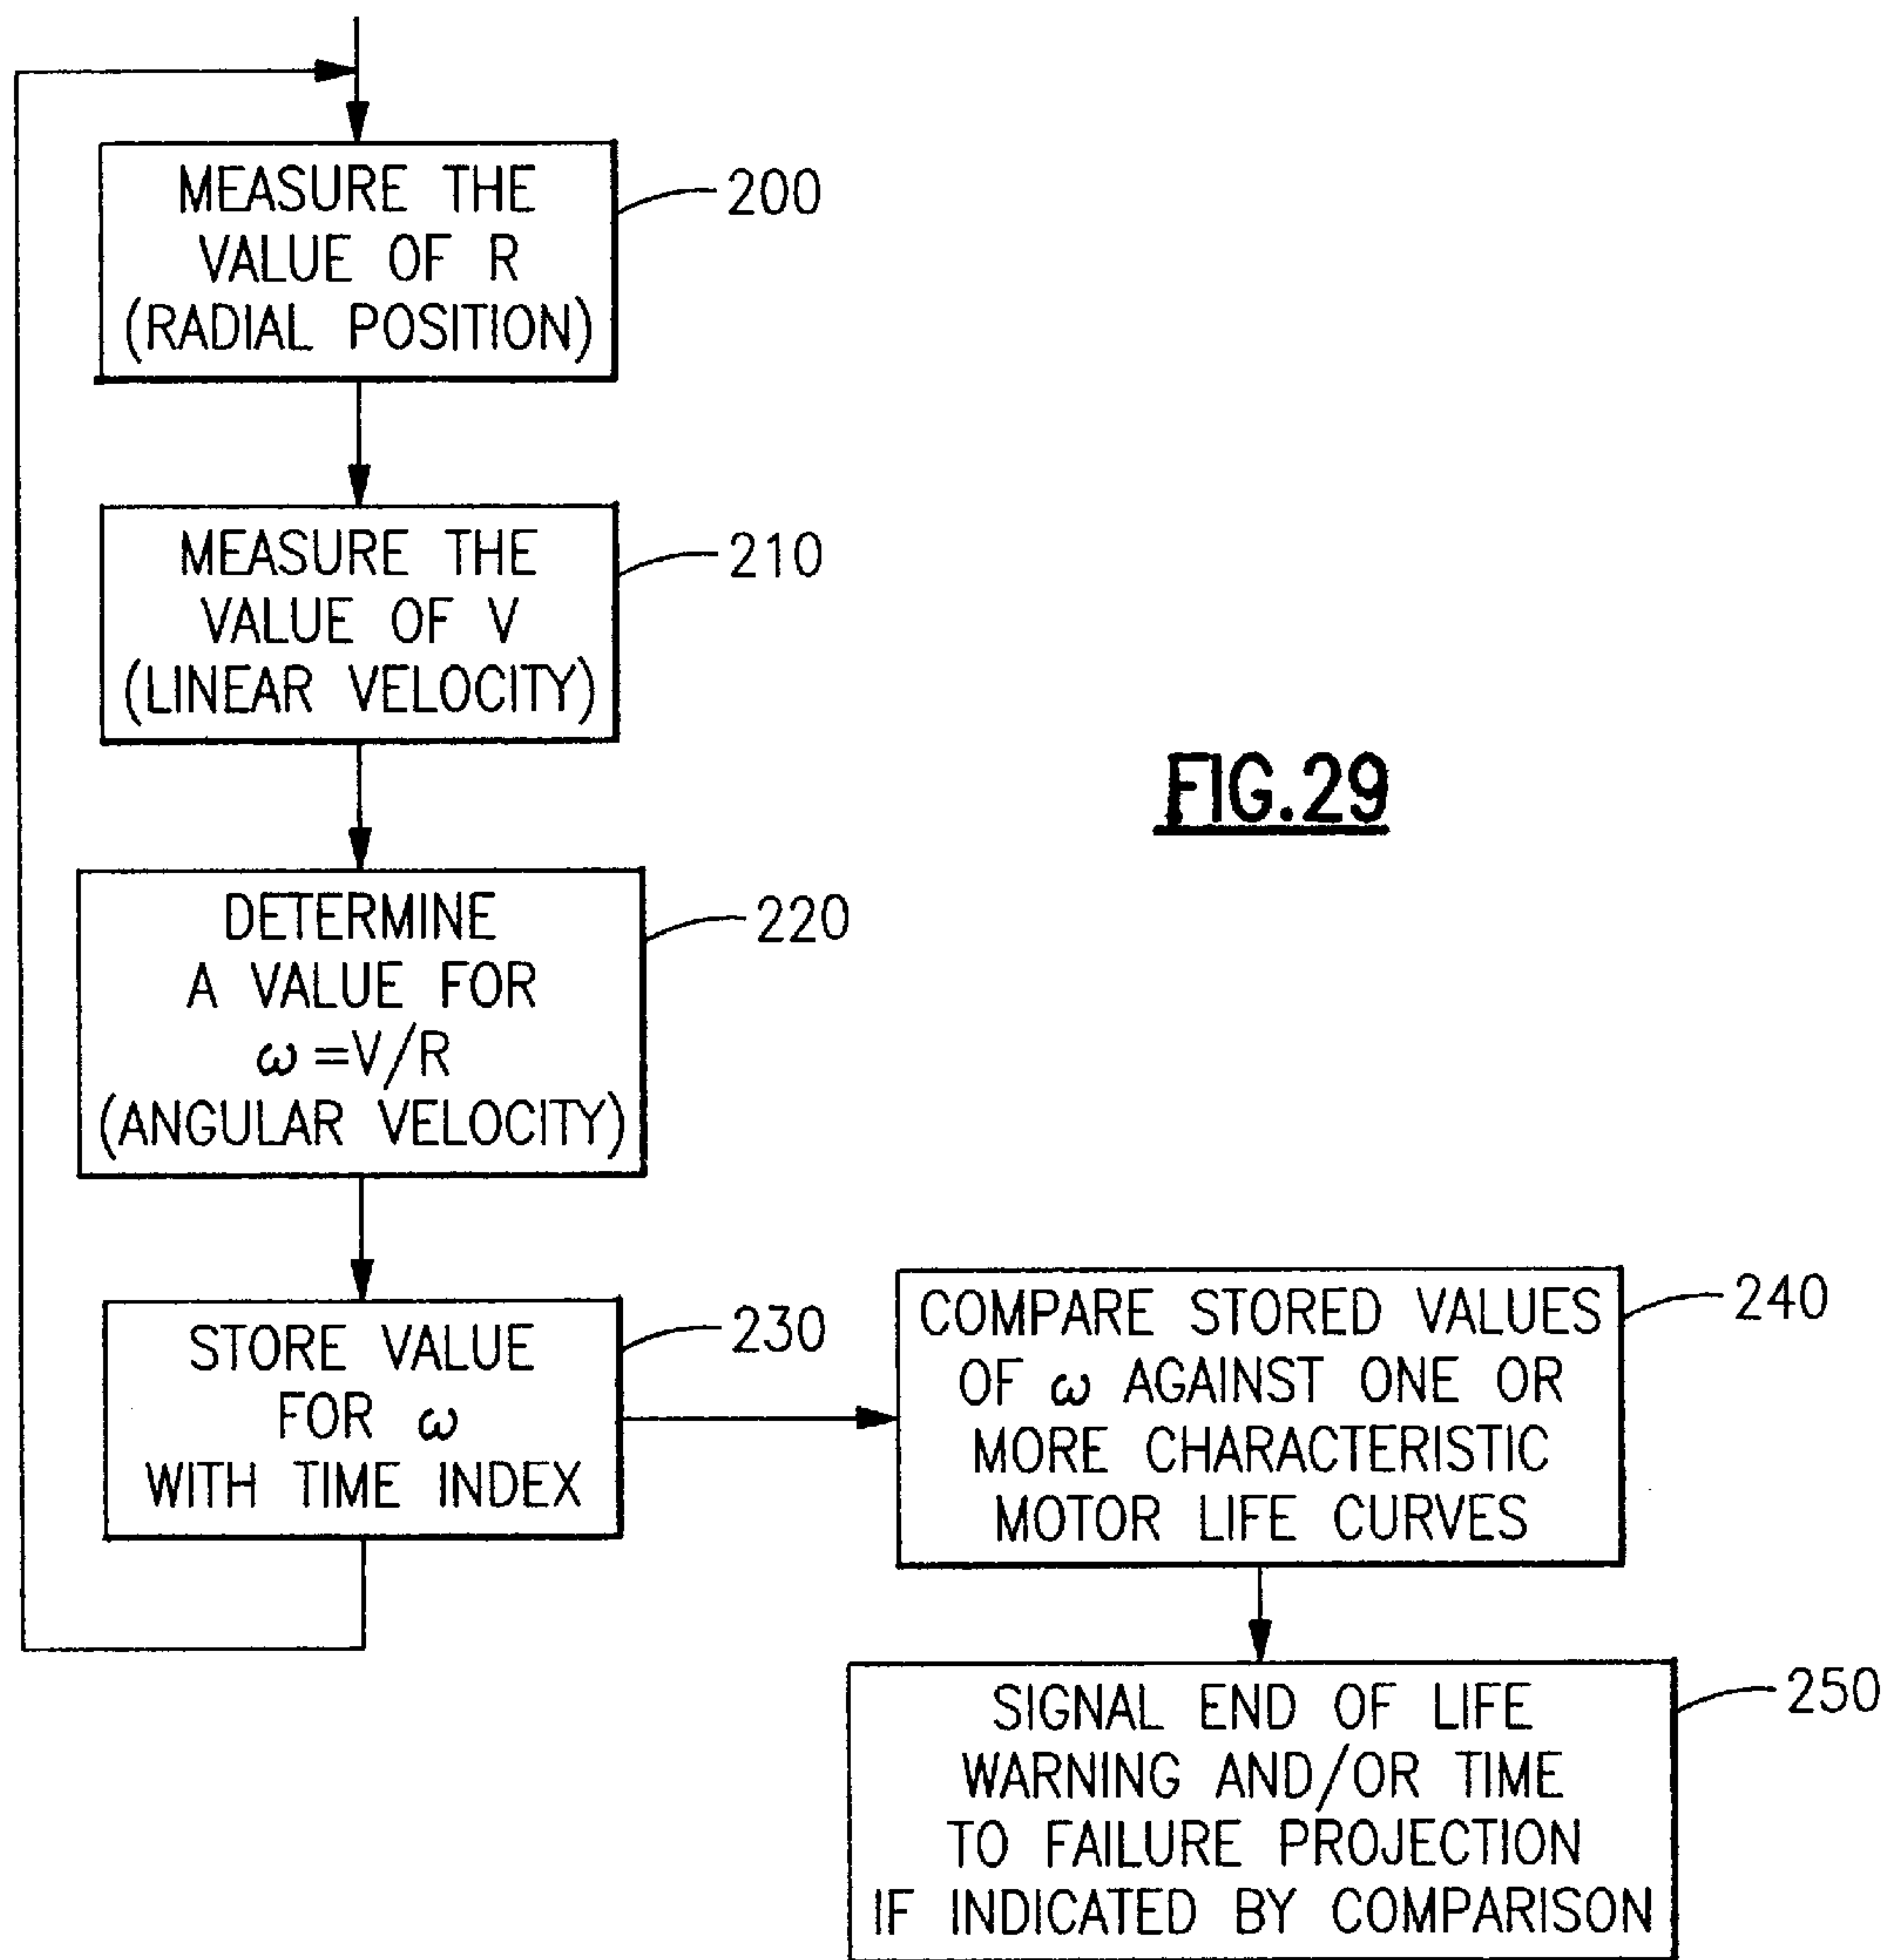 MEASURE THE
VALUE OF R
(RADIAL POSITION)
200
MEASURE THE
VALUE OF V
(LINEAR VELOCITY)
210
FIG.29
DETERMINE
A VALUE FOR
ω=V/R
(ANGULAR VELOCITY)
220
STORE VALUE
FOR ω
WITH TIME INDEX
230
COMPARE STORED VALUES
OF ω AGAINST ONE OR
MORE CHARACTERISTIC
MOTOR LIFE CURVES
240
SIGNAL END OF LIFE
WARNING AND/OR TIME
TO FAILURE PROJECTION
IF INDICATED BY COMPARISON
250